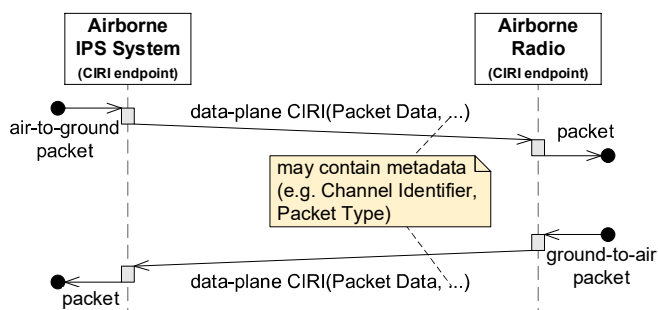 Airborne
IPS System
(CIRI endpoint)
Airborne
Radio
(CIRI endpoint)
data-plane CIRI(Packet Data, ...)
air-to-ground
packet
packet
may contain metadata
(e.g. Channel Identifier,
Packet Type)
ground-to-air
packet
data-plane CIRI(Packet Data, ...)
packet